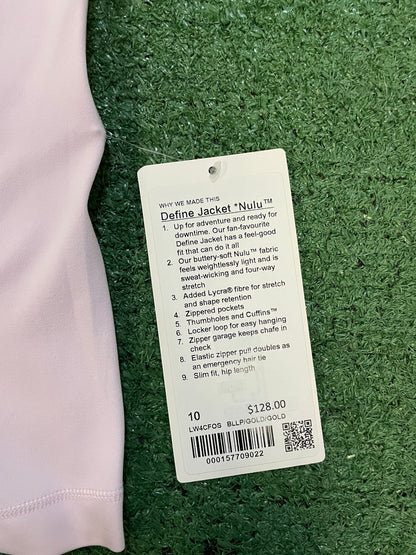 WHY WE MADE THIS
Define Jacket *Nulu™
1. Up for adventure and ready for
downtime. Our fan-favourite
Define Jacket has a feel-good
fit that can do it all
2. Our buttery-soft Nulu™ fabric
feels weightlessly light and is
sweat-wicking and four-way
stretch
3. Added Lycra® fibre for stretch
and shape retention
4. Zippered pockets
5. Thumbholes and Cuffins™
6. Locker loop for easy hanging
7. Zipper garage keeps chafe in
check
8. Elastic zipper pull doubles as
an emergency hair tie
9. Slim fit, hip length
10 $128.00
LW4CFOS BLLP/GOLD/GOLD
000157709022